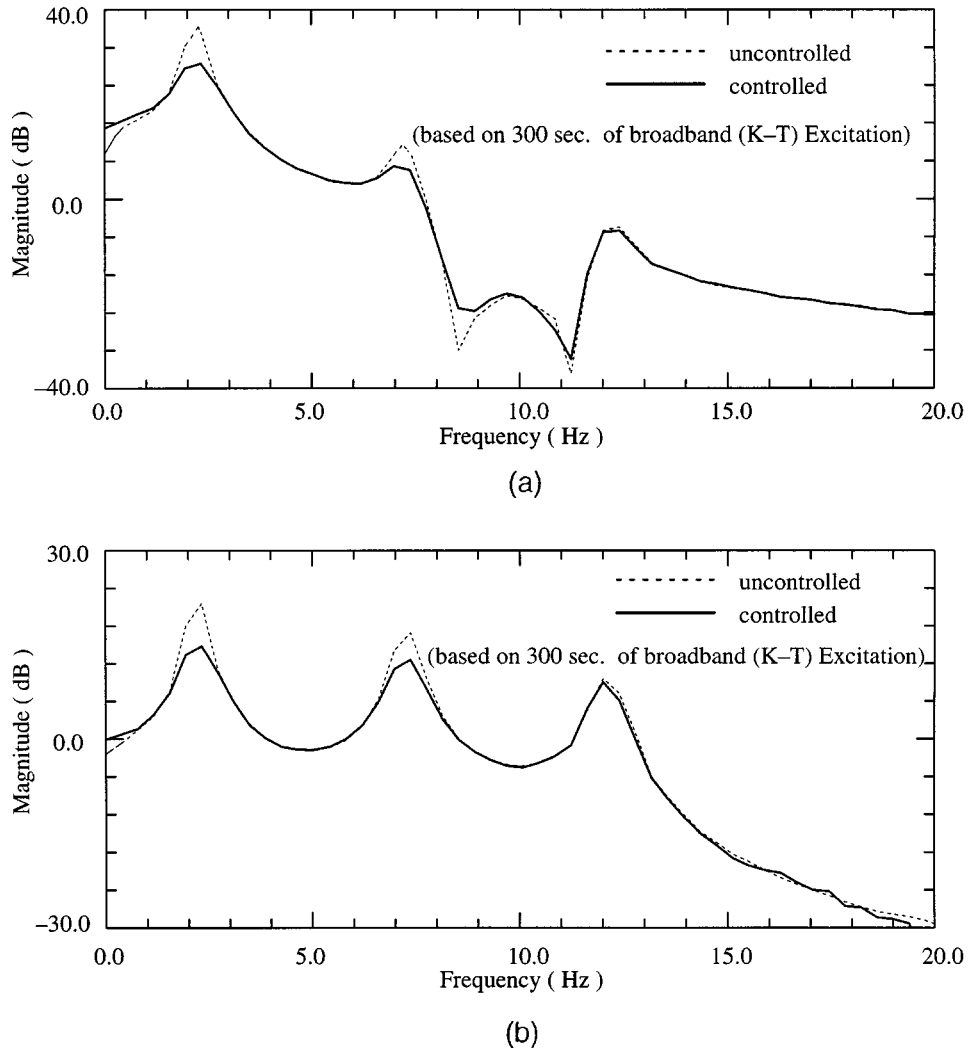 40.0
uncontrolled
controlled
(based on 300 sec. of broadband (K–T) Excitation)
Magnitude ( dB )
0.0
–40.0
0.0 5.0 10.0 15.0 20.0
Frequency ( Hz )
(a)
30.0
uncontrolled
controlled
(based on 300 sec. of broadband (K–T) Excitation)
Magnitude ( dB )
0.0
–30.0
0.0 5.0 10.0 15.0 20.0
Frequency ( Hz )
(b)